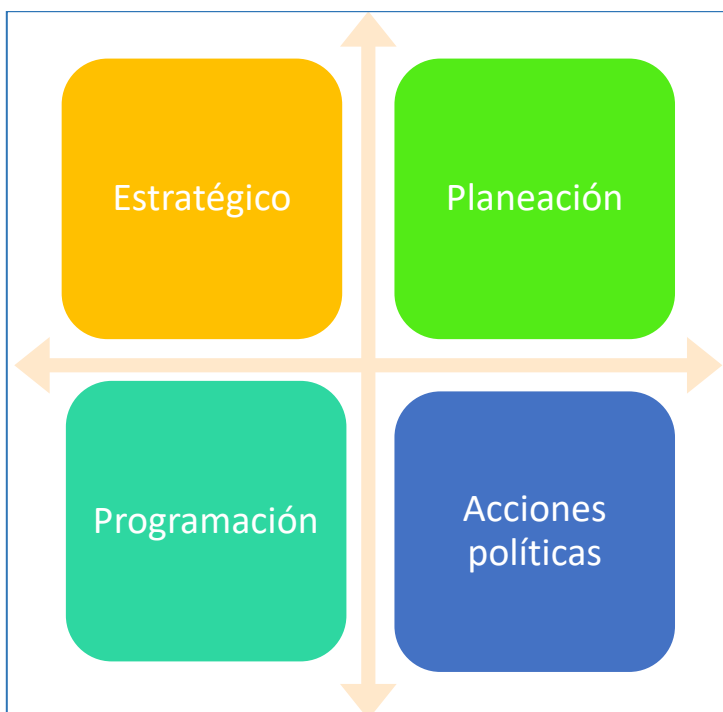 Estratégico
Planeación
Programación
Acciones
políticas